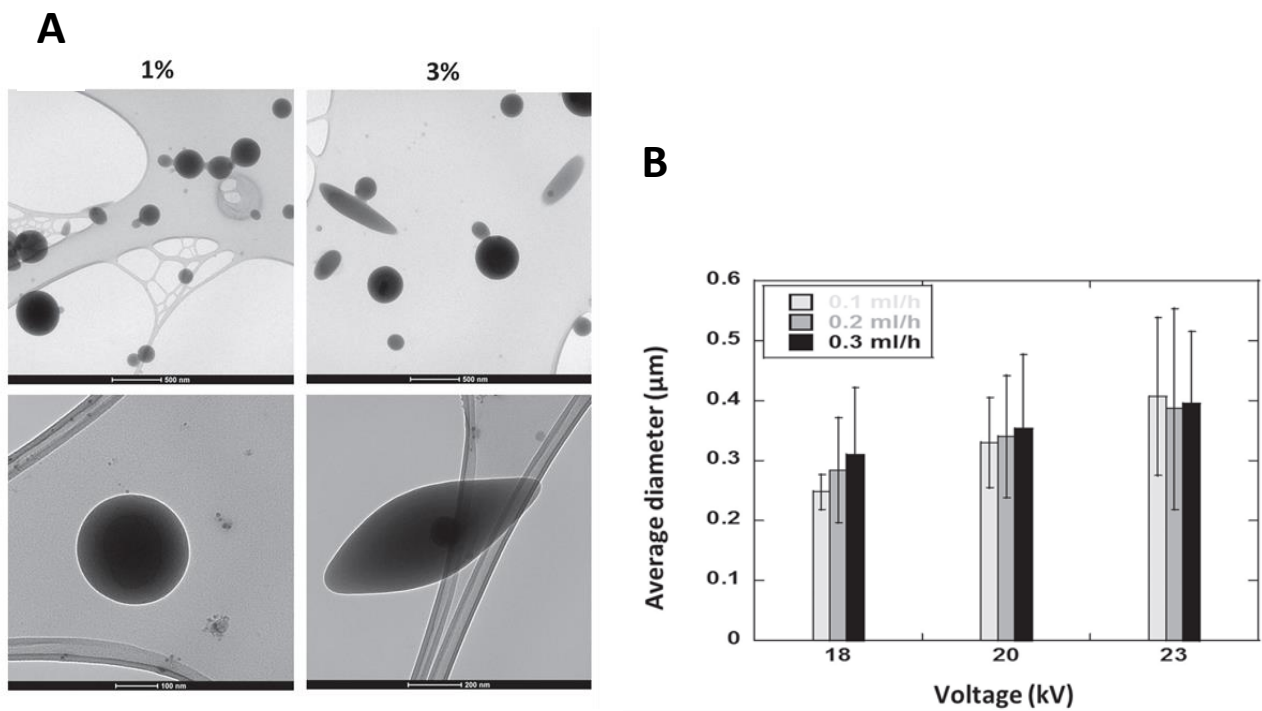 A
1%
3%
500 nm
500 nm
100 nm
200 nm
B
0.6
0.5
0.4
0.3
0.2
0.1
0
0.1 ml/h
0.2 ml/h
0.3 ml/h
Average diameter (µm)
18
20
23
Voltage (kV)